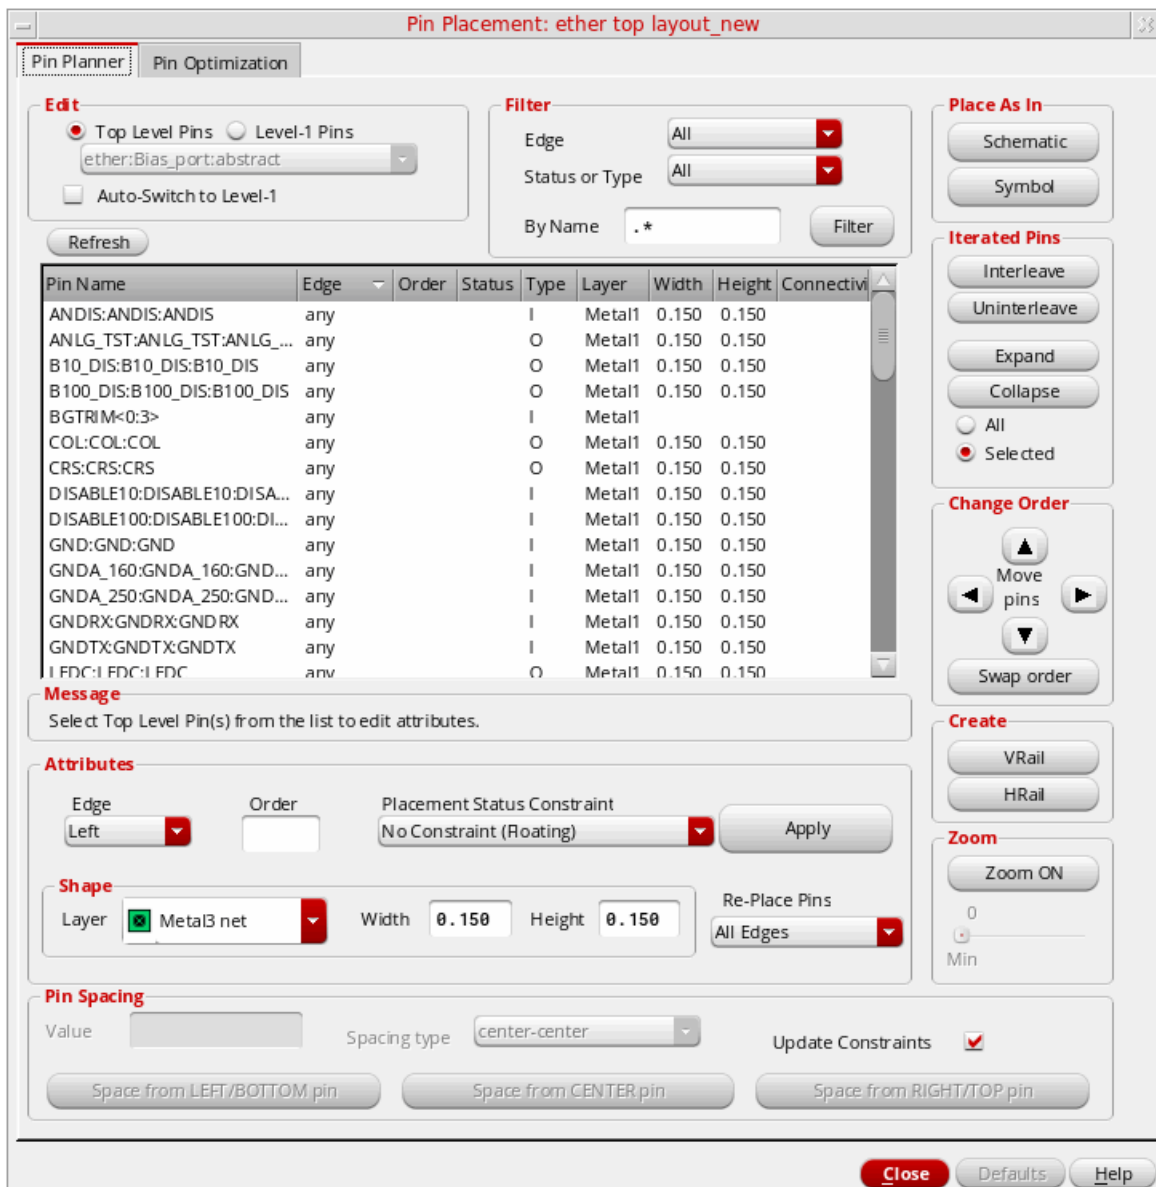 Pin Placement: ether top layout_new
Pin Planner Pin Optimization
Edit
Top Level Pins Level-1 Pins
ether:Bias_port:abstract
Auto-Switch to Level-1
Refresh
Filter
Edge All
Status or Type All
By Name .* Filter
Place As In
Schematic
Symbol
Pin Name Edge Order Status Type Layer Width Height Connectivi
ANDIS:ANDIS:ANDIS any I Metal1 0.150 0.150
ANLG_TST:ANLG_TST:ANLG_... any O Metal1 0.150 0.150
B10_DIS:B10_DIS:B10_DIS any O Metal1 0.150 0.150
B100_DIS:B100_DIS:B100_DIS any O Metal1 0.150 0.150
BGTRIM<0:3> any I Metal1
COL:COL:COL any O Metal1 0.150 0.150
CRS:CRS:CRS any O Metal1 0.150 0.150
DISABLE10:DISABLE10:DISA... any I Metal1 0.150 0.150
DISABLE100:DISABLE100:DI... any I Metal1 0.150 0.150
GND:GND:GND any I Metal1 0.150 0.150
GNDA_160:GNDA_160:GND... any I Metal1 0.150 0.150
GNDA_250:GNDA_250:GND... any I Metal1 0.150 0.150
GNDRX:GNDRX:GNDRX any I Metal1 0.150 0.150
GNDTX:GNDTX:GNDTX any I Metal1 0.150 0.150
LEDC:LEDC:LEDC any O Metal1 0.150 0.150
Iterated Pins
Interleave
Uninterleave
Expand
Collapse
All
Selected
Change Order
Move
pins
Swap order
Message
Select Top Level Pin(s) from the list to edit attributes.
Create
VRail
HRail
Attributes
Edge Order Placement Status Constraint
Left No Constraint (Floating) Apply
Shape
Layer Metal3 net Width 0.150 Height 0.150
Re-Place Pins
All Edges
Zoom
Zoom ON
0
Min
Pin Spacing
Value Spacing type center-center Update Constraints
Space from LEFT/BOTTOM pin Space from CENTER pin Space from RIGHT/TOP pin
Close Defaults Help